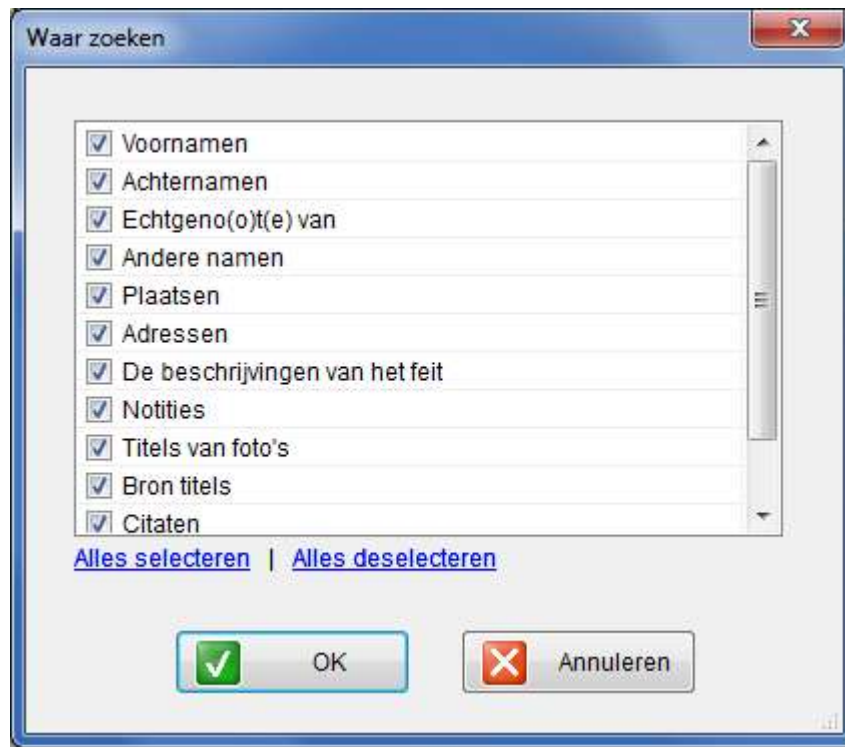 Waar zoeken
Voornamen
Achternamen
Echtgeno(o)t(e) van
Andere namen
Plaatsen
Adressen
De beschrijvingen van het feit
Notities
Titels van foto's
Bron titels
Citaten
Alles selecteren | Alles deselecteren
OK Annuleren